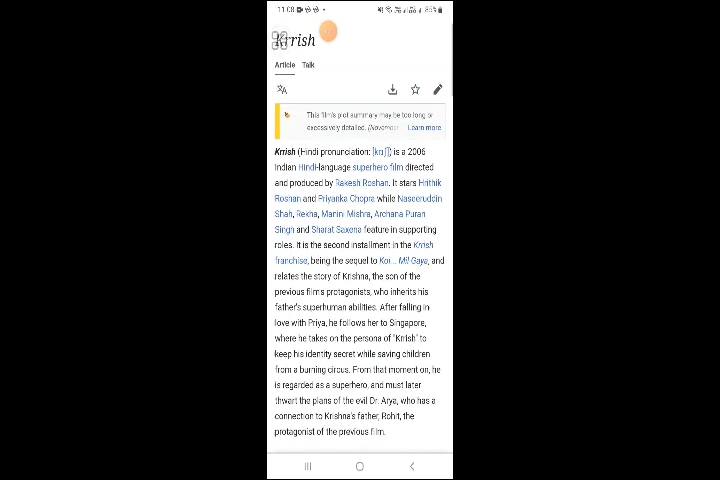 11:08
85%
Krrish
Article Talk
This film's plot summary may be too long or
excessively detailed. (November Learn more
Krrish (Hindi pronunciation: [krɪʃ]) is a 2006
Indian Hindi-language superhero film directed
and produced by Rakesh Roshan. It stars Hrithik
Roshan and Priyanka Chopra while Naseeruddin
Shah, Rekha, Manini Mishra, Archana Puran
Singh and Sharat Saxena feature in supporting
roles. It is the second installment in the Krrish
franchise, being the sequel to Koi... Mil Gaya, and
relates the story of Krishna, the son of the
previous film's protagonists, who inherits his
father's superhuman abilities. After falling in
love with Priya, he follows her to Singapore,
where he takes on the persona of "Krrish" to
keep his identity secret while saving children
from a burning circus. From that moment on, he
is regarded as a superhero, and must later
thwart the plans of the evil Dr. Arya, who has a
connection to Krishna's father, Rohit, the
protagonist of the previous film.